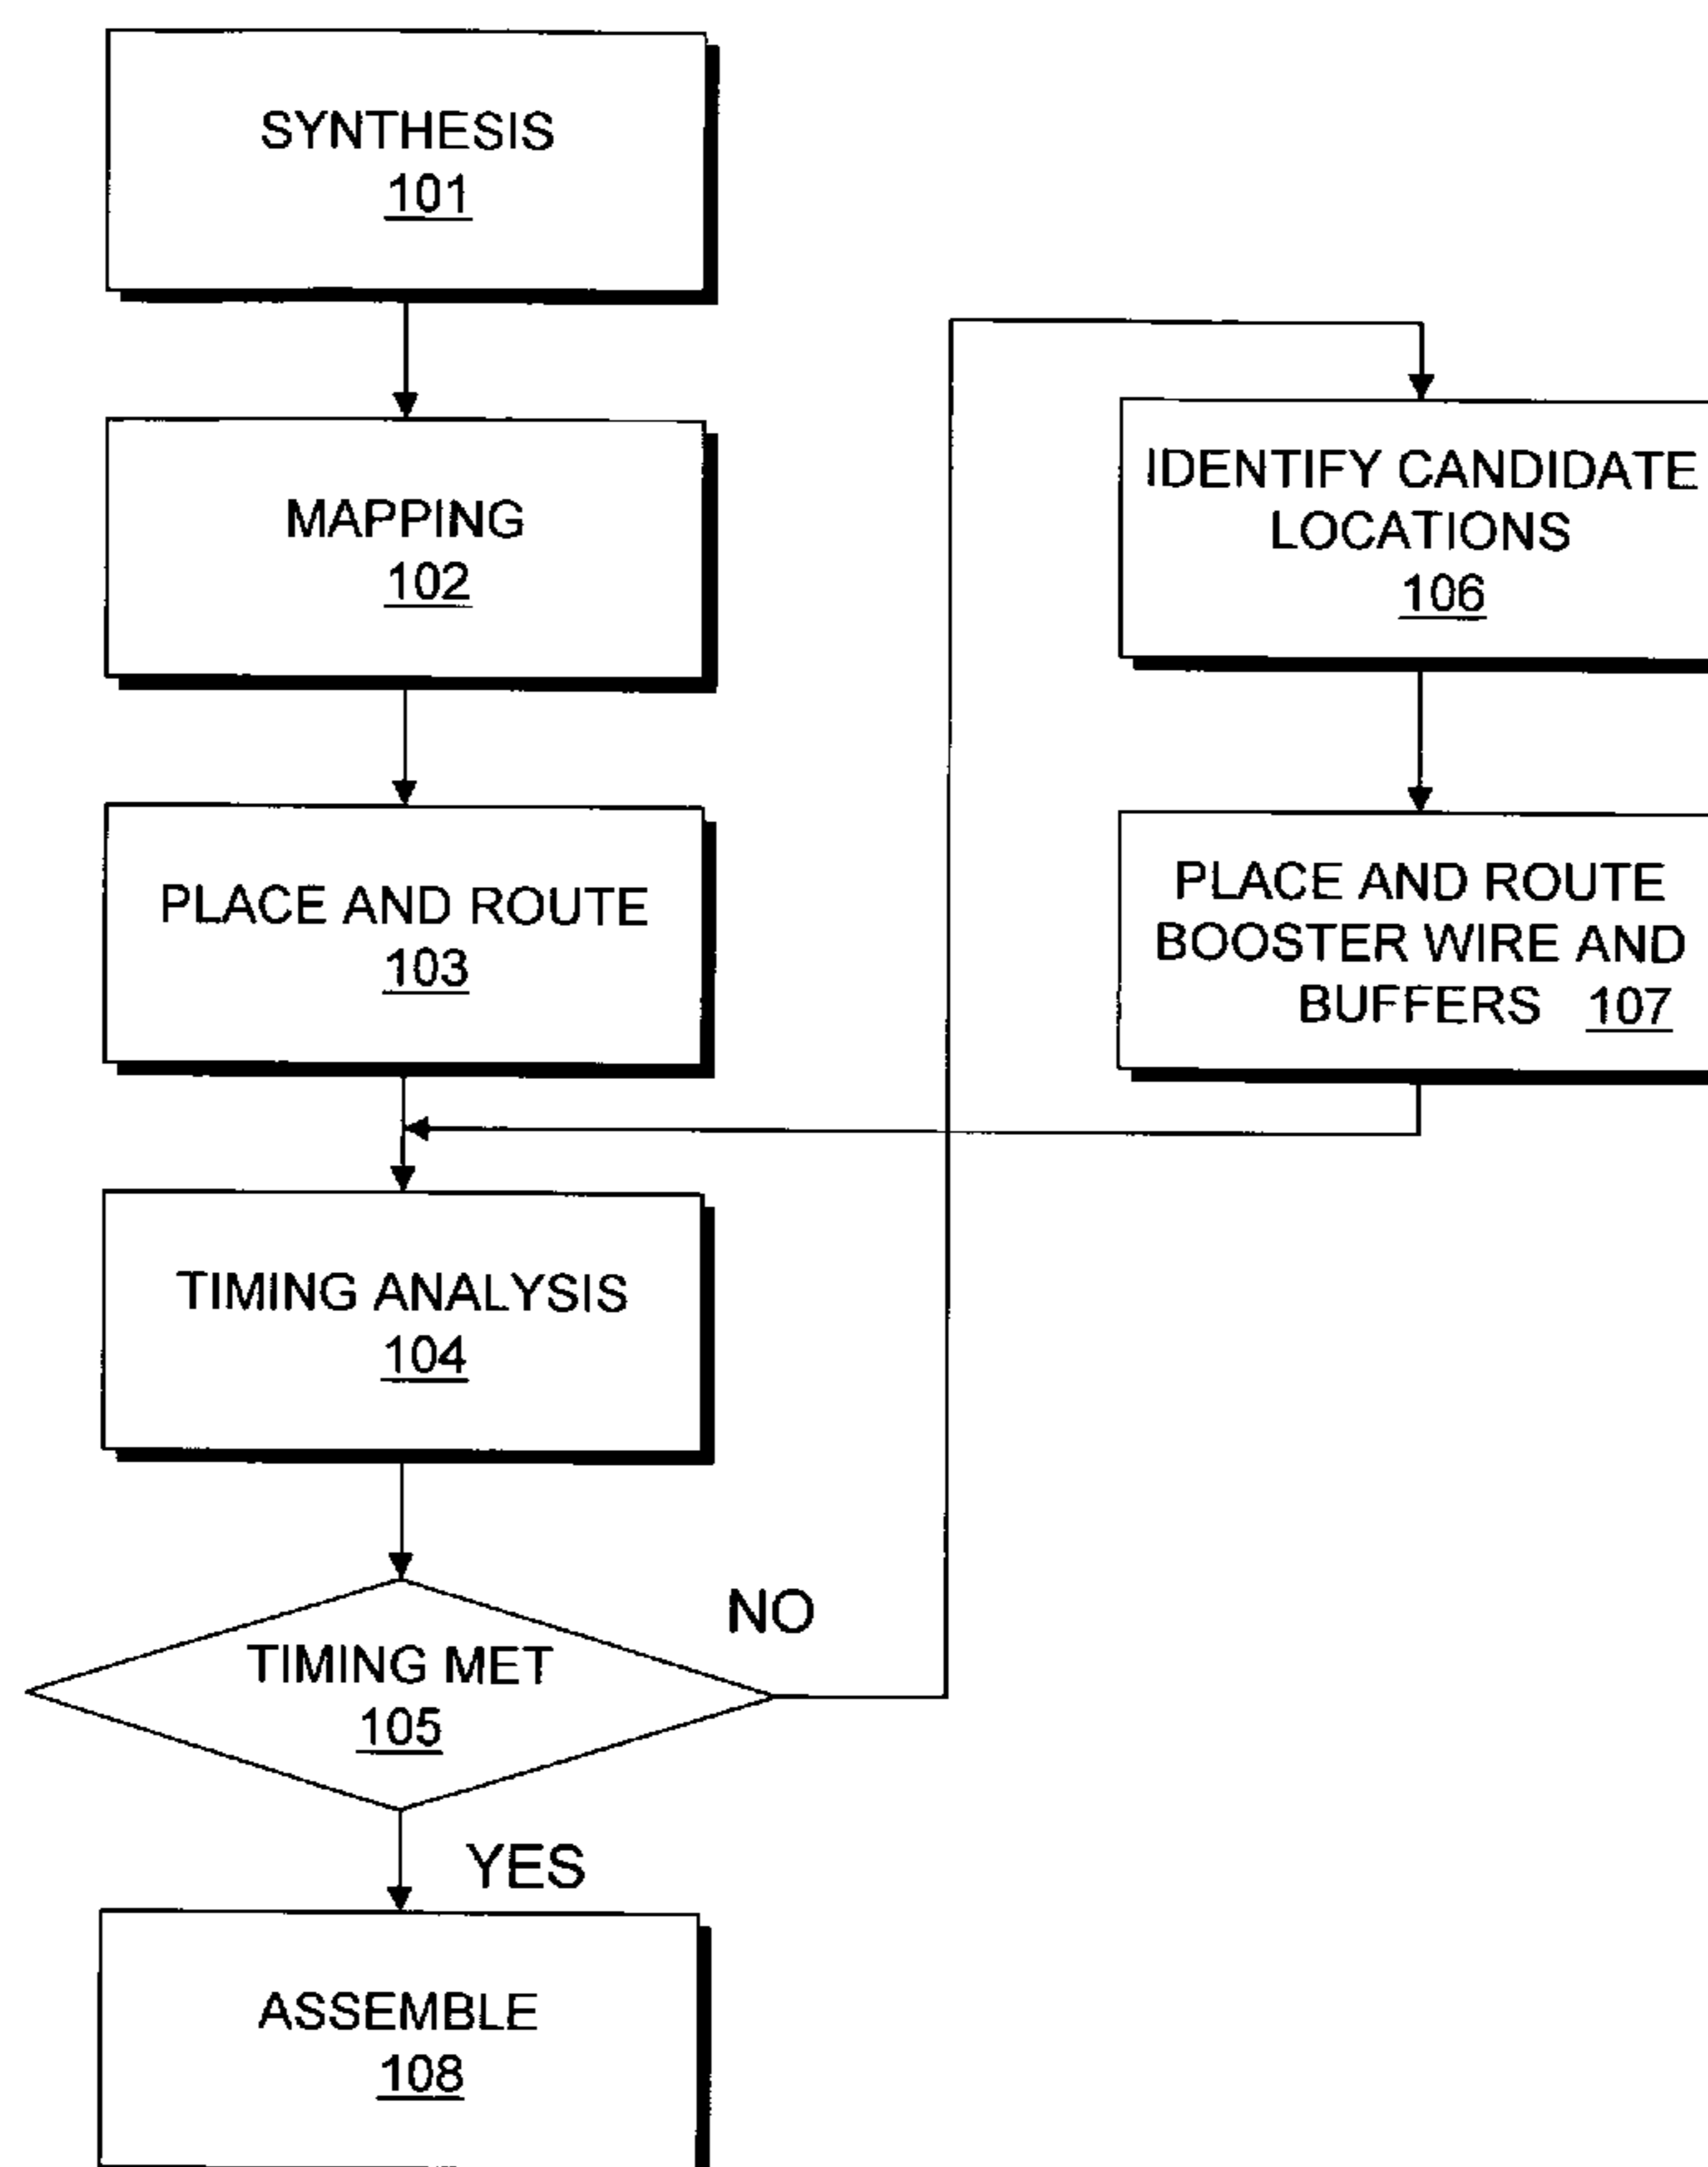 SYNTHESIS
101
MAPPING
102
PLACE AND ROUTE
103
TIMING ANALYSIS
104
TIMING MET
105
NO
YES
ASSEMBLE
108
IDENTIFY CANDIDATE
LOCATIONS
106
PLACE AND ROUTE
BOOSTER WIRE AND
BUFFERS 107